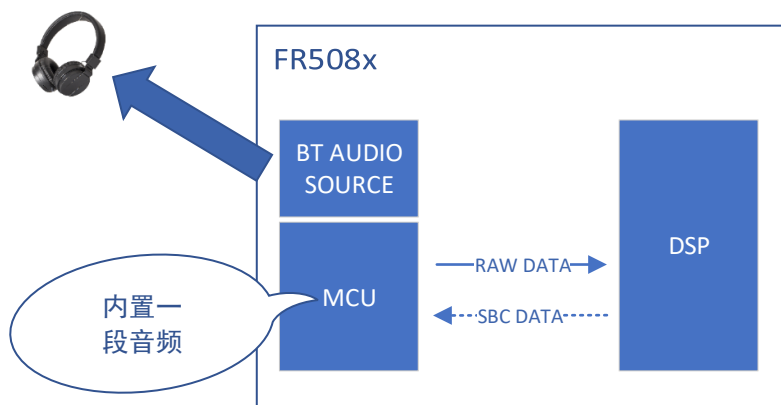 FR508x
BT AUDIO
SOURCE
DSP
RAW DATA
MCU
SBC DATA
内置一
段音频